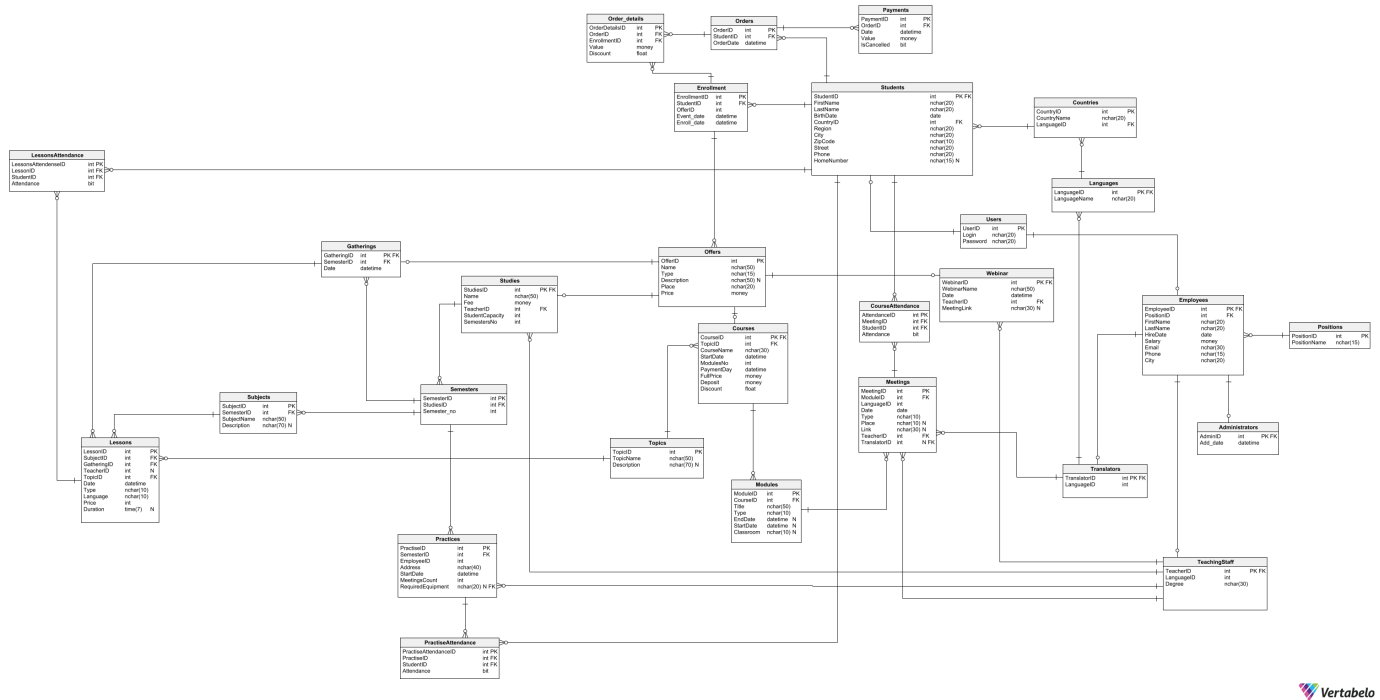 Order_details
OrderDetailsID int PK
OrderID int FK
EnrollmentID int FK
Value money
Discount float
Orders
OrderID int PK
StudentID int FK
OrderDate datetime
Payments
PaymentID int PK
OrderID int FK
Date datetime
Value money
IsCancelled bit
Enrollment
EnrollmentID int PK
StudentID int FK
OfferID int
Event_date datetime
Enroll_date datetime
Students
StudentID int PK FK
FirstName nchar(20)
LastName nchar(20)
BirthDate date
CountryID int FK
Region nchar(20)
City nchar(20)
ZipCode nchar(10)
Street nchar(20)
Phone nchar(20)
HomeNumber nchar(15) N
Countries
CountryID int PK
CountryName nchar(20)
LanguageID int FK
LessonsAttendance
LessonsAttendenseID int PK
LessonID int FK
StudentID int FK
Attendance bit
Languages
LanguageID int PK FK
LanguageName nchar(20)
Users
UserID int PK
Login nchar(20)
Password nchar(20)
Gatherings
GatheringID int PK FK
SemesterID int FK
Date datetime
Offers
OfferID int PK
Name nchar(50)
Type nchar(15)
Description nchar(50) N
Place nchar(20)
Price money
Studies
StudiesID int PK FK
Name nchar(50)
Fee money
TeacherID int FK
StudentCapacity int
SemestersNo int
Webinar
WebinarID int PK FK
WebinarName nchar(50)
Date datetime
TeacherID int FK
MeetingLink nchar(30) N
Employees
EmployeeID int PK FK
PositionID int FK
FirstName nchar(20)
LastName nchar(20)
HireDate date
Salary money
Email nchar(30)
Phone nchar(15)
City nchar(20)
CourseAttendance
AttendanceID int PK
MeetingID int FK
StudentID int FK
Attendance bit
Courses
CourseID int PK FK
TopicID int FK
CourseName nchar(30)
StartDate datetime
ModulesNo int
PaymentDay datetime
FullPrice money
Deposit money
Discount float
Positions
PositionID int PK
PositionName nchar(15)
Meetings
MeetingID int PK
ModuleID int FK
LanguageID int
Date date
Type nchar(10)
Place nchar(10) N
Link nchar(30) N
TeacherID int FK
TranslatorID int N FK
Semesters
SemesterID int PK
StudiesID int FK
Semester_no int
Subjects
SubjectID int PK
SemesterID int FK
SubjectName nchar(50)
Description nchar(70) N
Administrators
AdminID int PK FK
Add_date datetime
Lessons
LessonID int PK
SubjectID int FK
GatheringID int FK
TeacherID int N
TopicID int FK
Date datetime
Type nchar(10)
Language nchar(10)
Price int
Duration time(7) N
Topics
TopicID int PK
TopicName nchar(50)
Description nchar(70) N
Translators
TranslatorID int PK FK
LanguageID int
Modules
ModuleID int PK
CourseID int FK
Title nchar(50)
Type nchar(10)
EndDate datetime N
StartDate datetime N
Classroom nchar(10) N
Practices
PractiseID int PK
SemesterID int FK
EmployeeID int
Address nchar(40)
StartDate datetime
MeetingsCount int
RequiredEquipment nchar(20) N FK
TeachingStaff
TeacherID int PK FK
LanguageID int
Degree nchar(30)
PractiseAttendance
PractiseAttendanceID int PK
PractiseID int FK
StudentID int FK
Attendance bit
Vertabelo